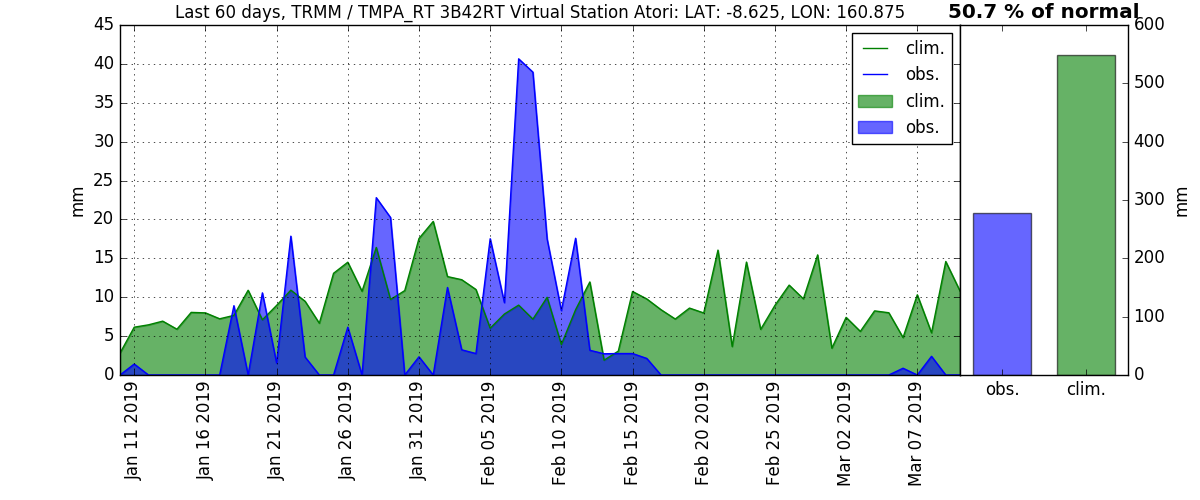 Last 60 days, TRMM / TMPA_RT 3B42RT Virtual Station Atori: LAT: -8.625, LON: 160.875
50.7 % of normal
45
40
35
30
25
20
15
10
5
0
mm
clim.
obs.
clim.
obs.
Jan 11 2019
Jan 16 2019
Jan 21 2019
Jan 26 2019
Jan 31 2019
Feb 05 2019
Feb 10 2019
Feb 15 2019
Feb 20 2019
Feb 25 2019
Mar 02 2019
Mar 07 2019
600
500
400
300
200
100
0
mm
obs.
clim.